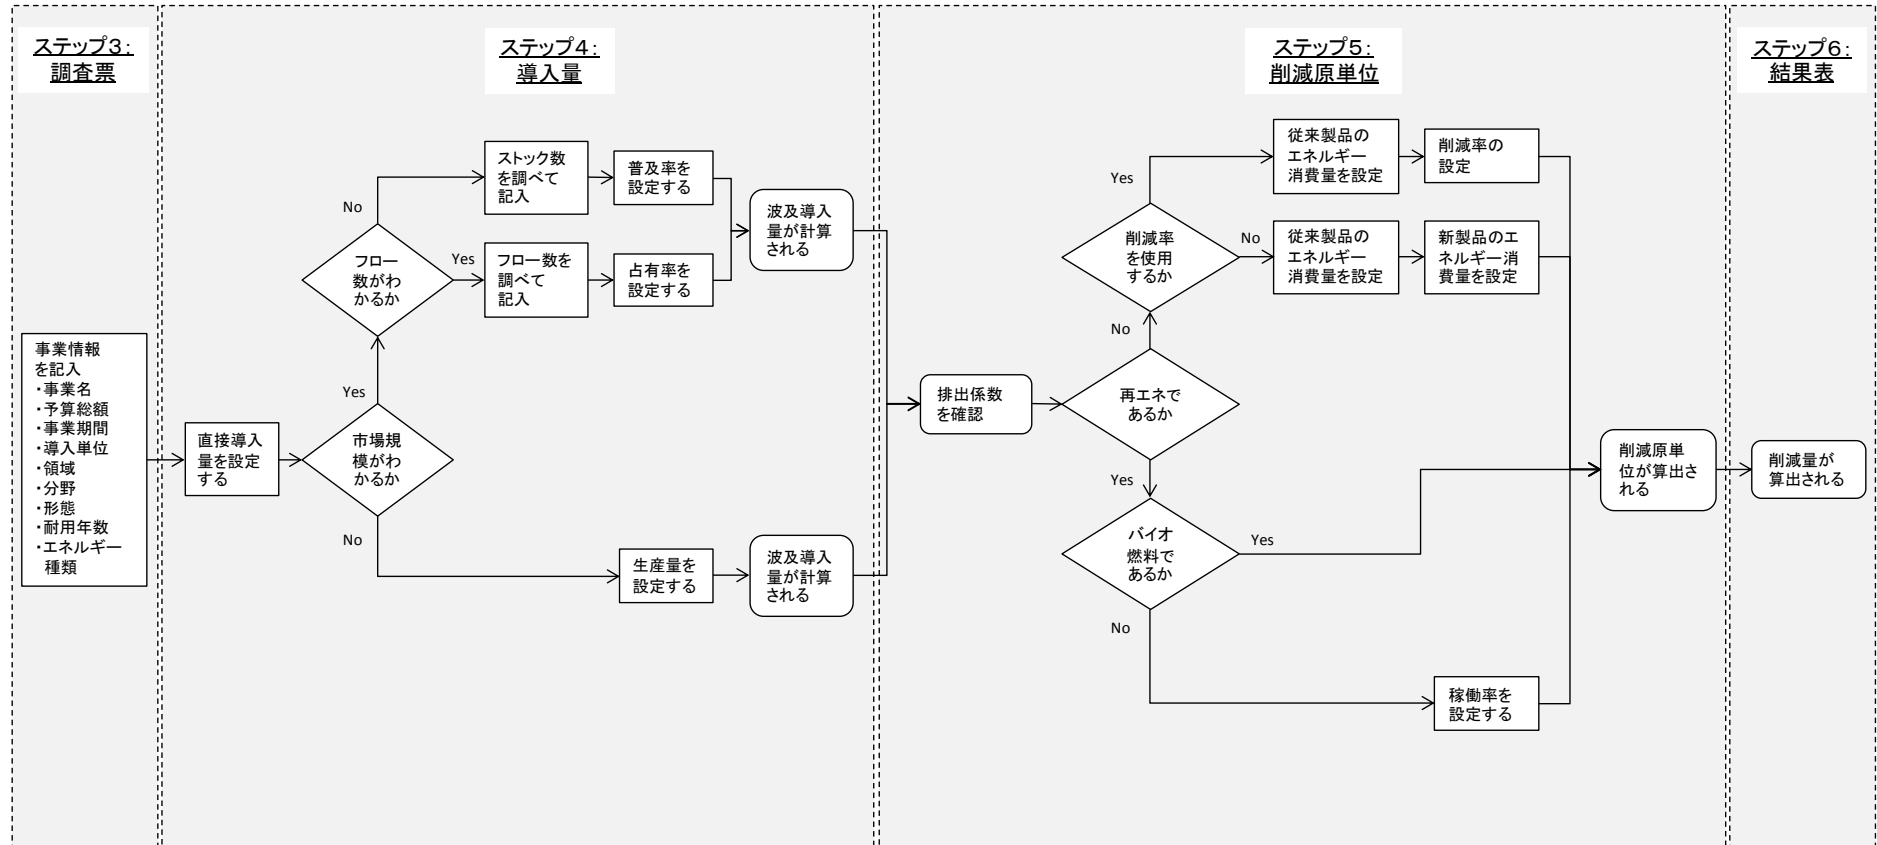 ステップ3:
調査票
事業情報
を記入
・事業名
・予算総額
・事業期間
・導入単位
・領域
・分野
・形態
・耐用年数
・エネルギー
種類
ステップ4:
導入量
直接導入
量を設定
する
市場規
模がわ
かるか
Yes
No
フロー
数がわ
かるか
No
Yes
ストック数
を調べて
記入
普及率を
設定する
フロー数を
調べて
記入
占有率を
設定する
波及導入
量が計算
される
生産量を
設定する
波及導入
量が計算
される
ステップ5:
削減原単位
排出係数
を確認
再エネで
あるか
No
Yes
削減率
を使用
するか
Yes
No
従来製品の
エネルギー
消費量を設定
削減率の
設定
従来製品の
エネルギー
消費量を設定
新製品のエ
ネルギー消
費量を設定
バイオ
燃料で
あるか
Yes
No
稼働率を
設定する
削減原単
位が算出さ
れる
ステップ6:
結果表
削減量が
算出される